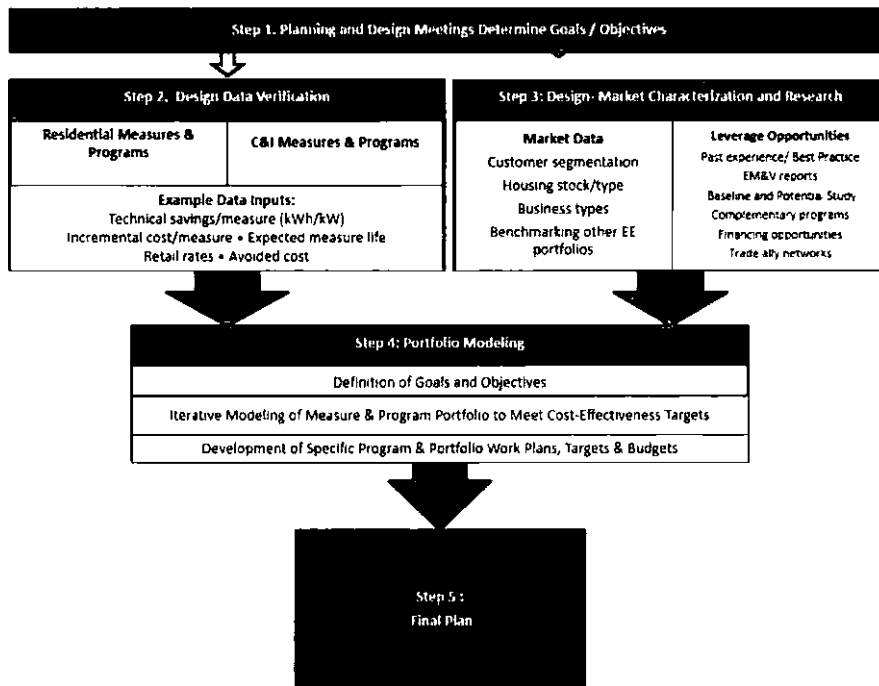 Step 1. Planning and Design Meetings Determine Goals / Objectives
Step 2. Design Data Verification
Residential Measures &
Programs
C&I Measures & Programs
Example Data Inputs:
Technical savings/measure (kWh/kW)
Incremental cost/measure • Expected measure life
Retail rates • Avoided cost
Step 3: Design- Market Characterization and Research
Market Data
Customer segmentation
Housing stock/type
Business types
Benchmarking other EE
portfolios
Leverage Opportunities
Past experience/ Best Practice
EM&V reports
Baseline and Potential Study
Complementary programs
Financing opportunities
Trade ally networks
Step 4: Portfolio Modeling
Definition of Goals and Objectives
Iterative Modeling of Measure & Program Portfolio to Meet Cost-Effectiveness Targets
Development of Specific Program & Portfolio Work Plans, Targets & Budgets
Step 5 :
Final Plan